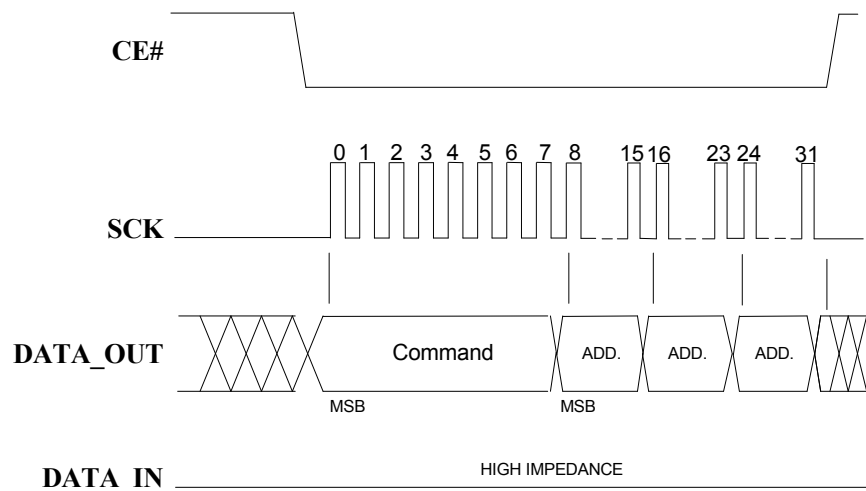 CE#
0 1 2 3 4 5 6 7 8 15 16 23 24 31
SCK
DATA_OUT Command ADD. ADD. ADD.
MSB MSB
DATA_IN HIGH IMPEDANCE